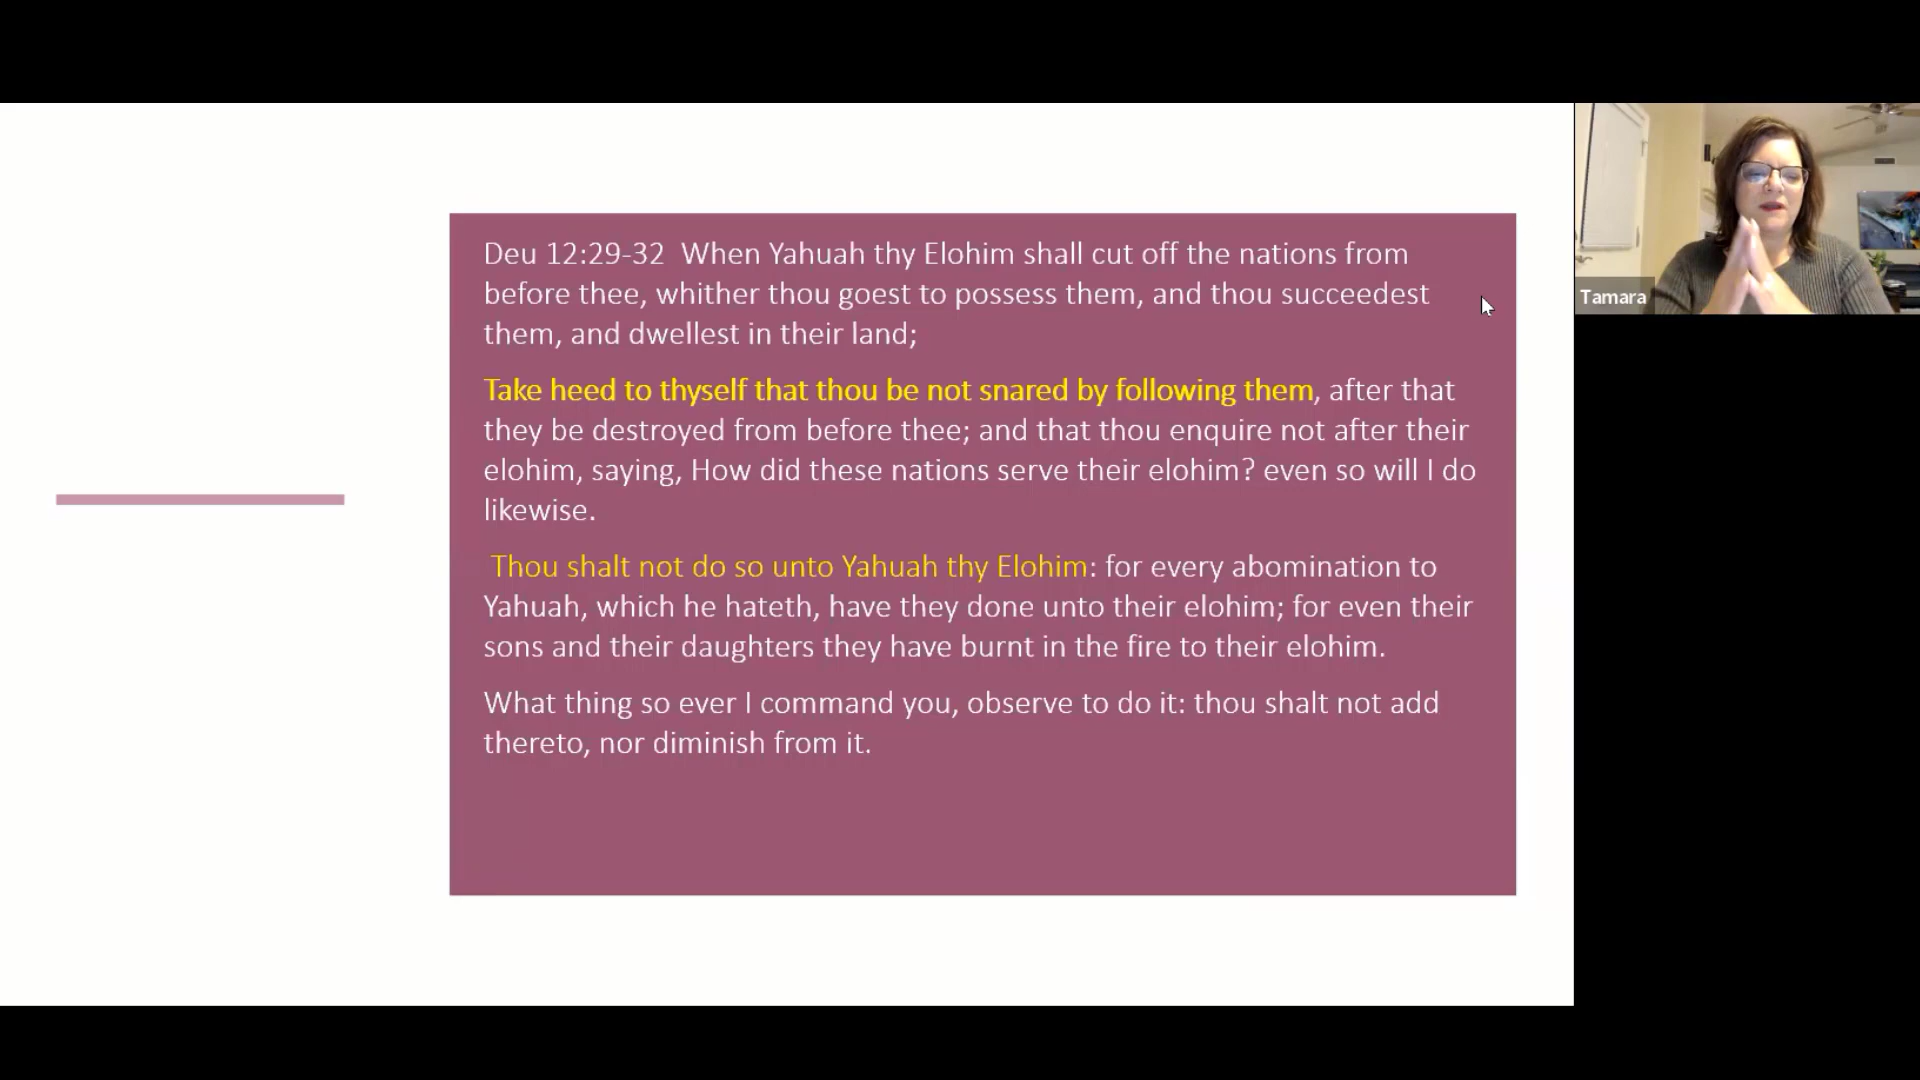 Deu 12:29-32  When Yahuah thy Elohim shall cut off the nations from
before thee, whither thou goest to possess them, and thou succeedest
them, and dwellest in their land;
Take heed to thyself that thou be not snared by following them, after that
they be destroyed from before thee; and that thou enquire not after their
elohim, saying, How did these nations serve their elohim? even so will I do
likewise.
Thou shalt not do so unto Yahuah thy Elohim: for every abomination to
Yahuah, which he hateth, have they done unto their elohim; for even their
sons and their daughters they have burnt in the fire to their elohim.
What thing so ever I command you, observe to do it: thou shalt not add
thereto, nor diminish from it.
Tamara